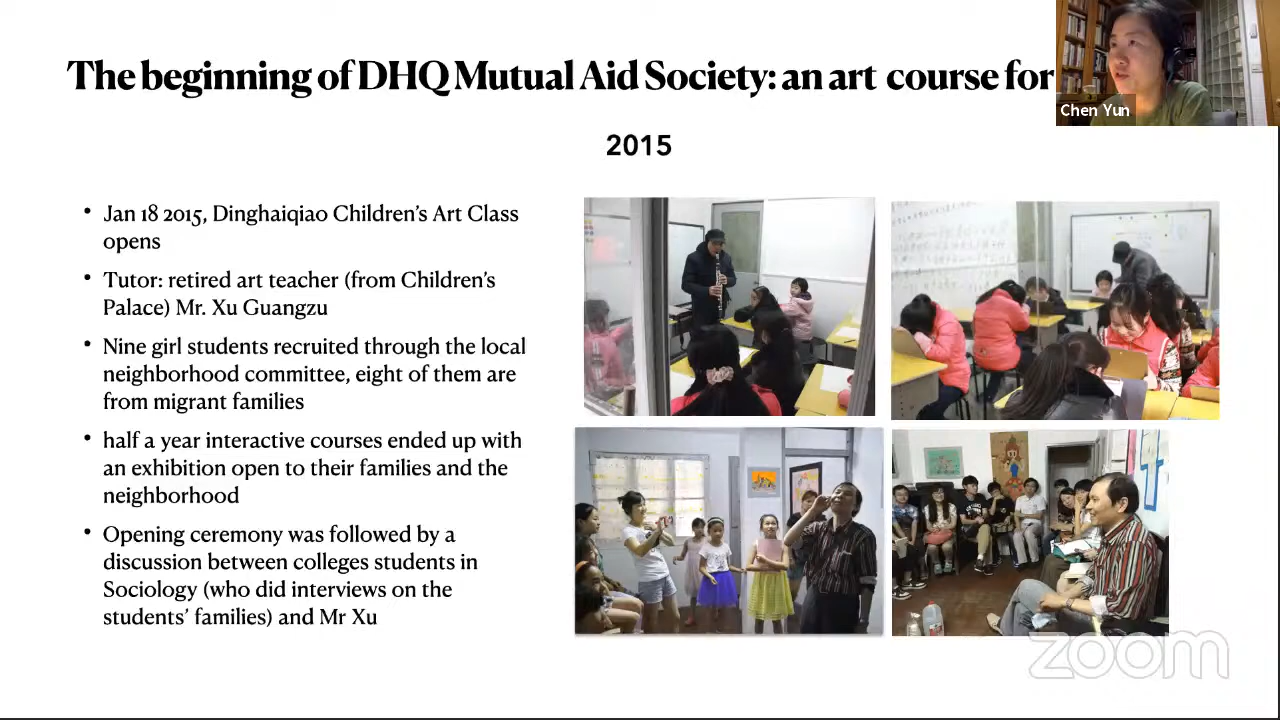 The beginning of DHQ Mutual Aid Society: an art course for
Chen Yun
2015
• Jan 18 2015, Dinghaiqiao Children’s Art Class
opens
• Tutor: retired art teacher (from Children’s
Palace) Mr. Xu Guangzu
• Nine girl students recruited through the local
neighborhood committee, eight of them are
from migrant families
• half a year interactive courses ended up with
an exhibition open to their families and the
neighborhood
• Opening ceremony was followed by a
discussion between colleges students in
Sociology (who did interviews on the
students’ families) and Mr Xu
zoom